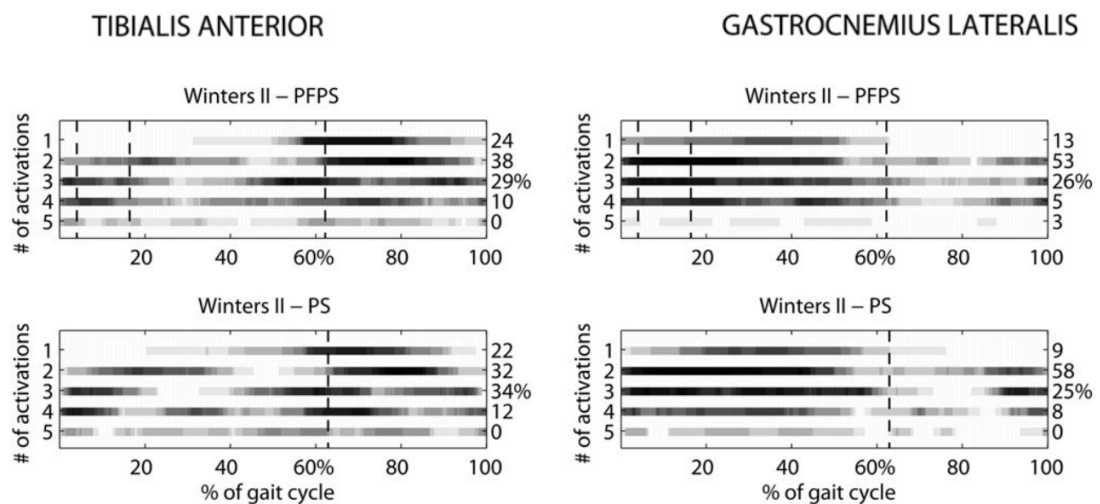 TIBIALIS ANTERIOR
GASTROCNEMIUS LATERALIS
Winters II – PFPS
# of activations
1 24
2 38
3 29%
4 10
5 0
20 40 60% 80 100
Winters II – PFPS
# of activations
1 13
2 53
3 26%
4 5
5 3
20 40 60% 80 100
Winters II – PS
# of activations
1 22
2 32
3 34%
4 12
5 0
20 40 60% 80 100
% of gait cycle
Winters II – PS
# of activations
1 9
2 58
3 25%
4 8
5 0
20 40 60% 80 100
% of gait cycle